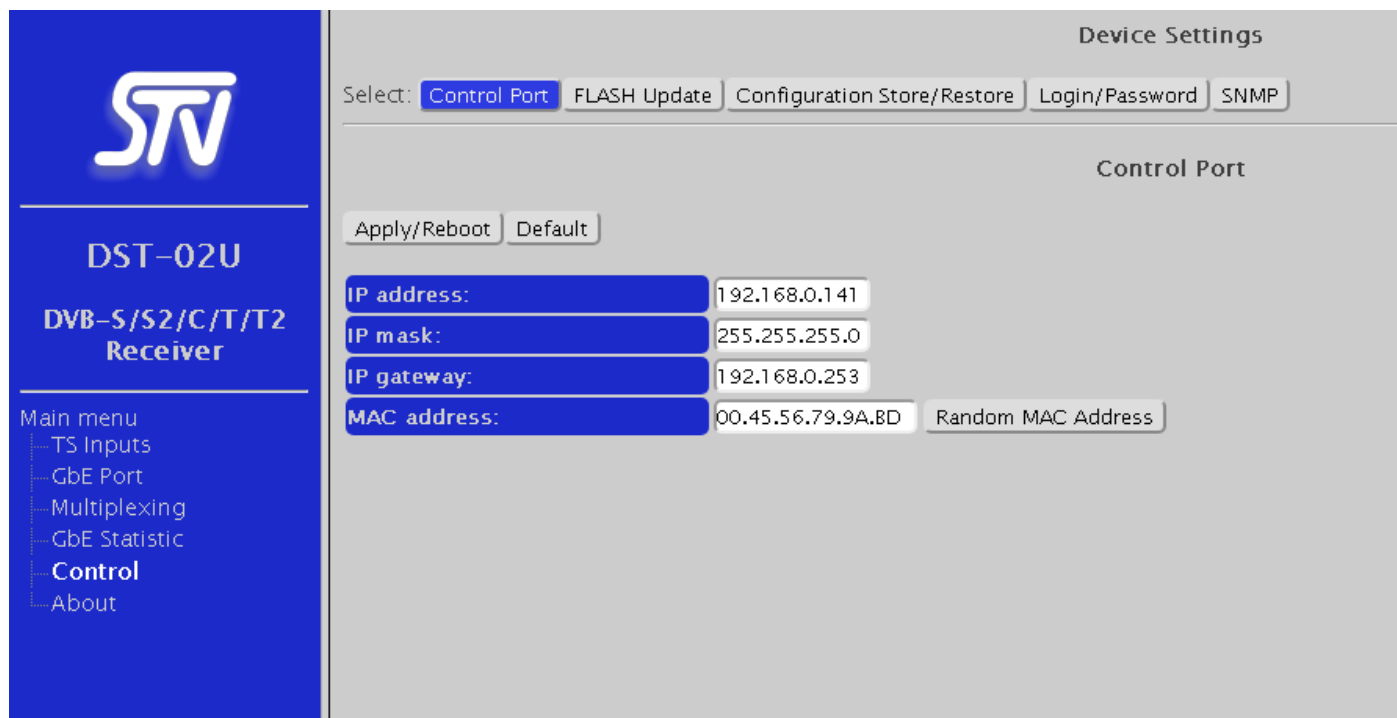 STV
DST-02U
DVB-S/S2/C/T/T2
Receiver
Main menu
TS Inputs
GbE Port
Multiplexing
GbE Statistic
Control
About
Device Settings
Select: Control Port FLASH Update Configuration Store/Restore Login/Password SNMP
Control Port
Apply/Reboot Default
IP address: 192.168.0.141
IP mask: 255.255.255.0
IP gateway: 192.168.0.253
MAC address: 00.45.56.79.9A.BD Random MAC Address